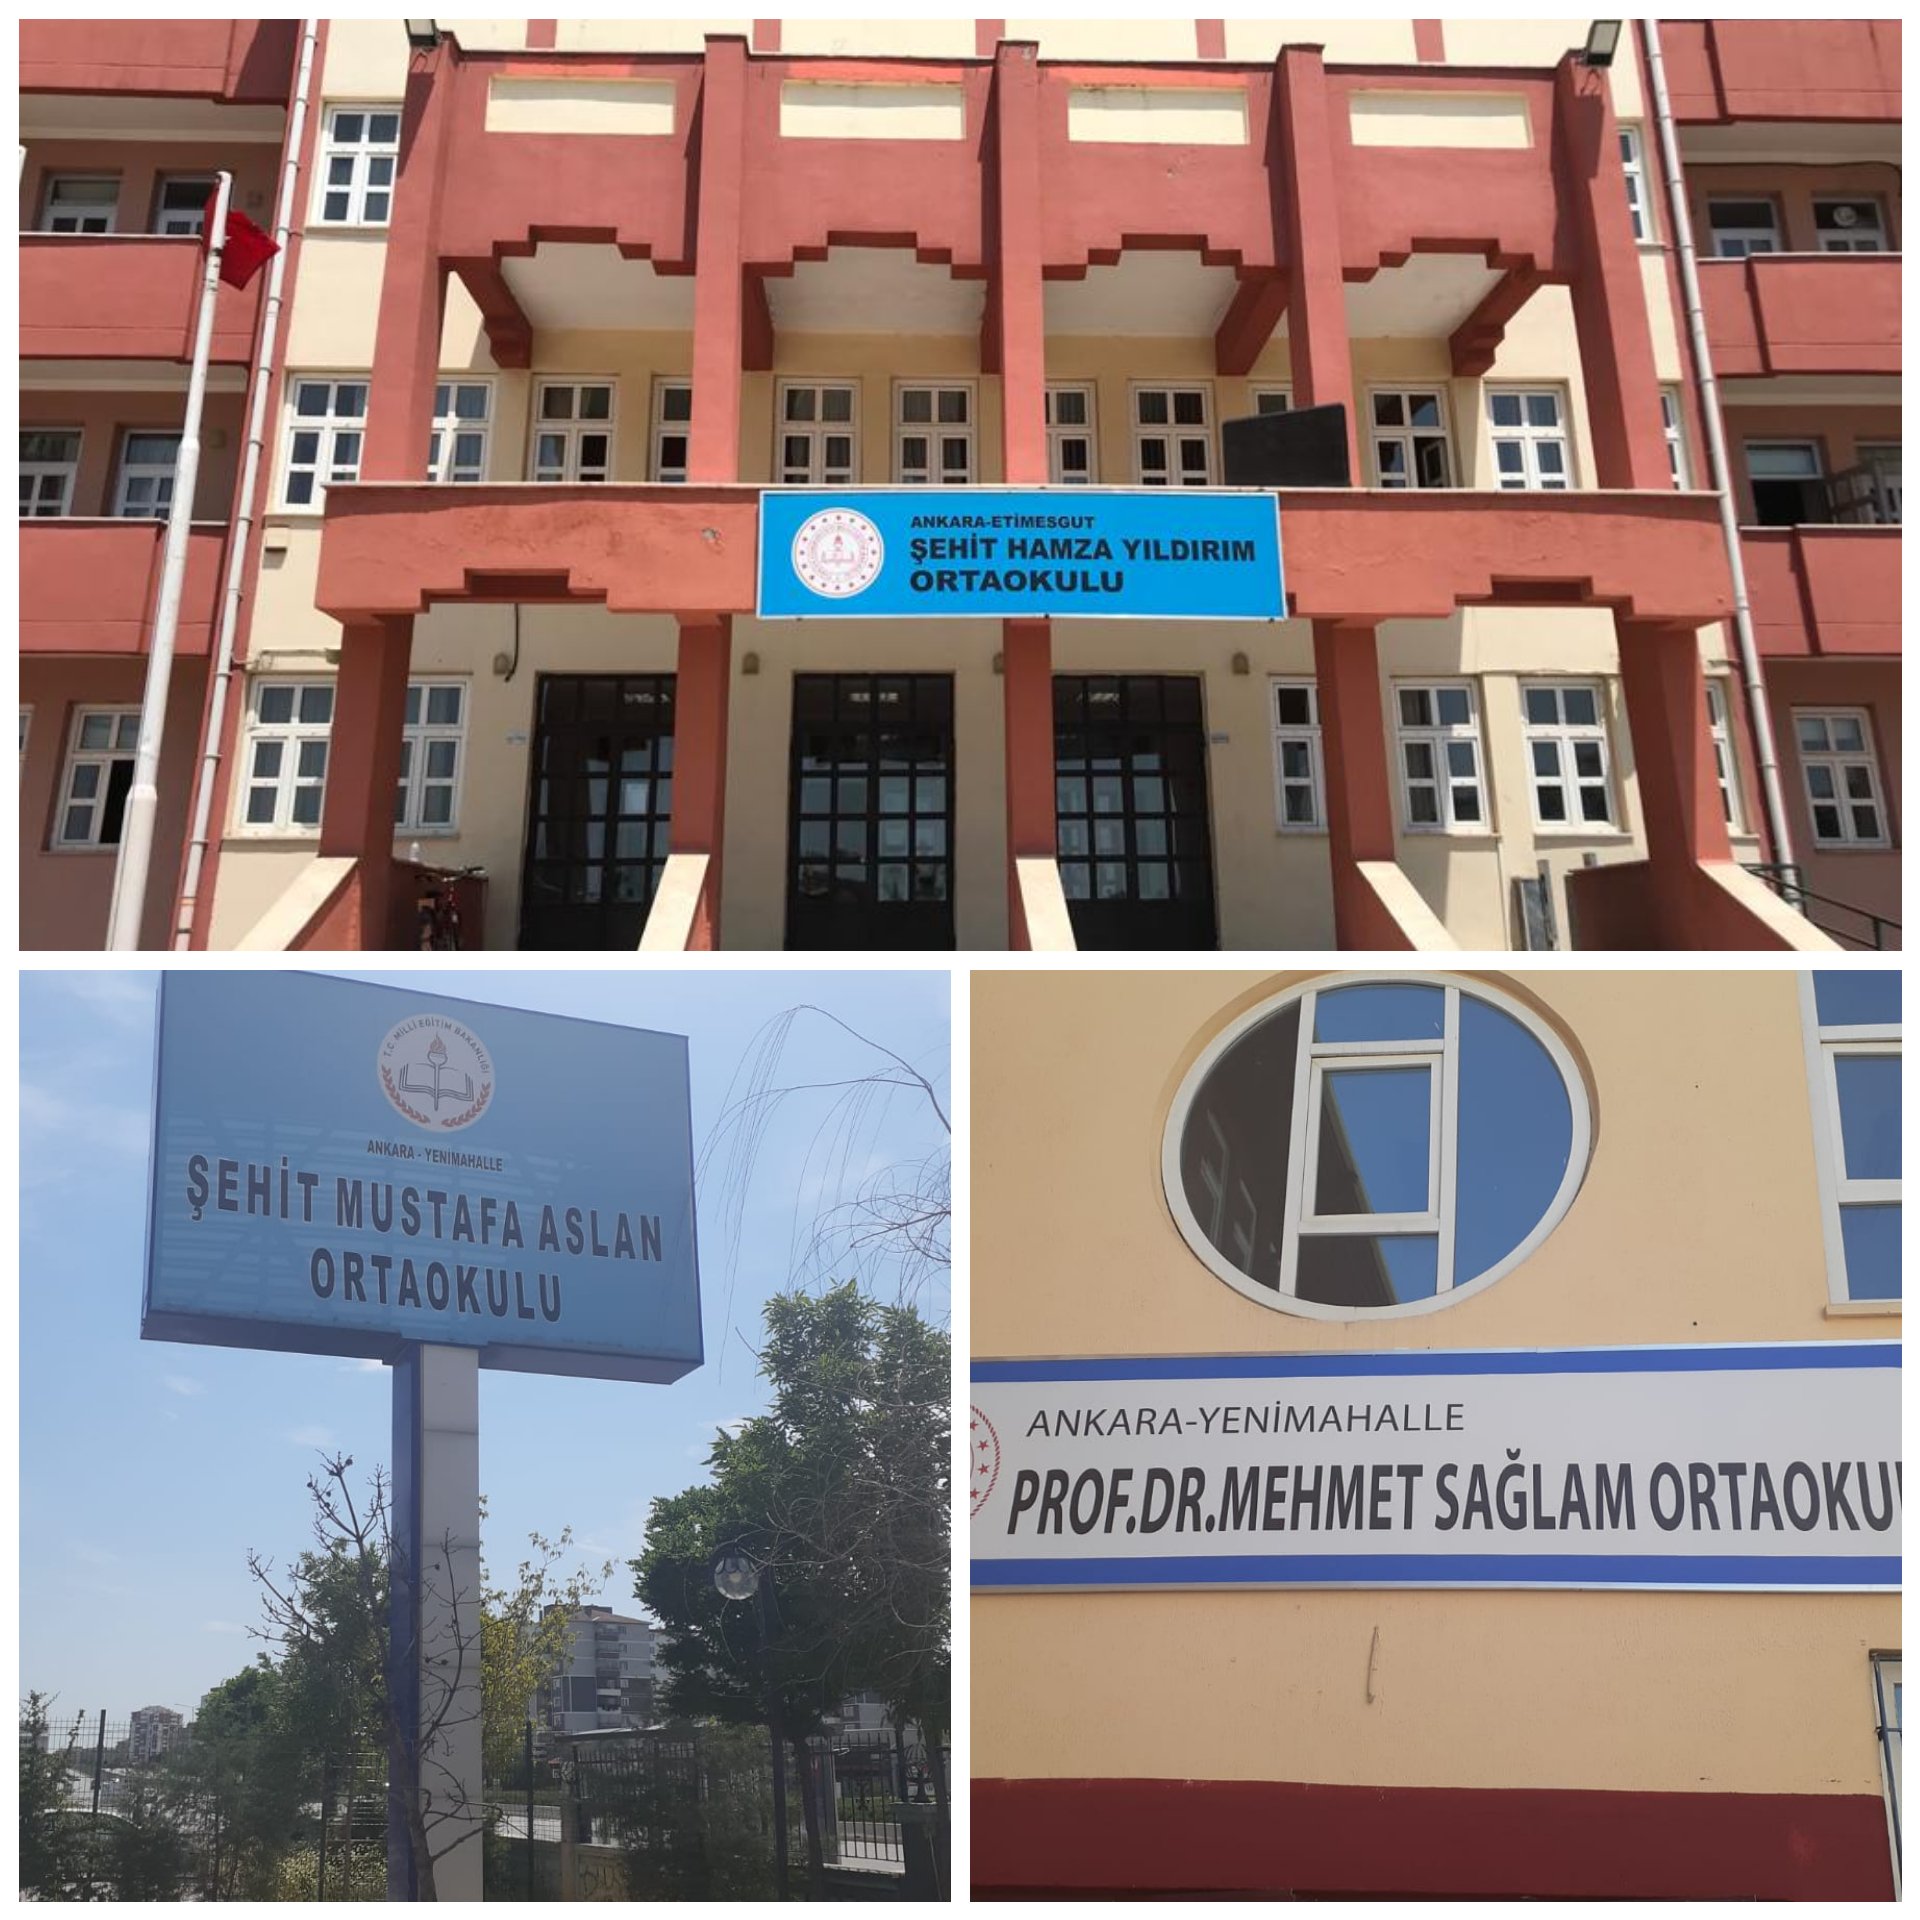 ANKARA-ETİMESGUT
ŞEHİT HAMZA YILDIRIM
ORTAOKULU
T.C. MİLLİ EĞİTİM BAKANLIĞI
ANKARA - YENİMAHALLE
ŞEHİT MUSTAFA ASLAN
ORTAOKULU
ANKARA-YENİMAHALLE
PROF.DR.MEHMET SAĞLAM ORTAOKU